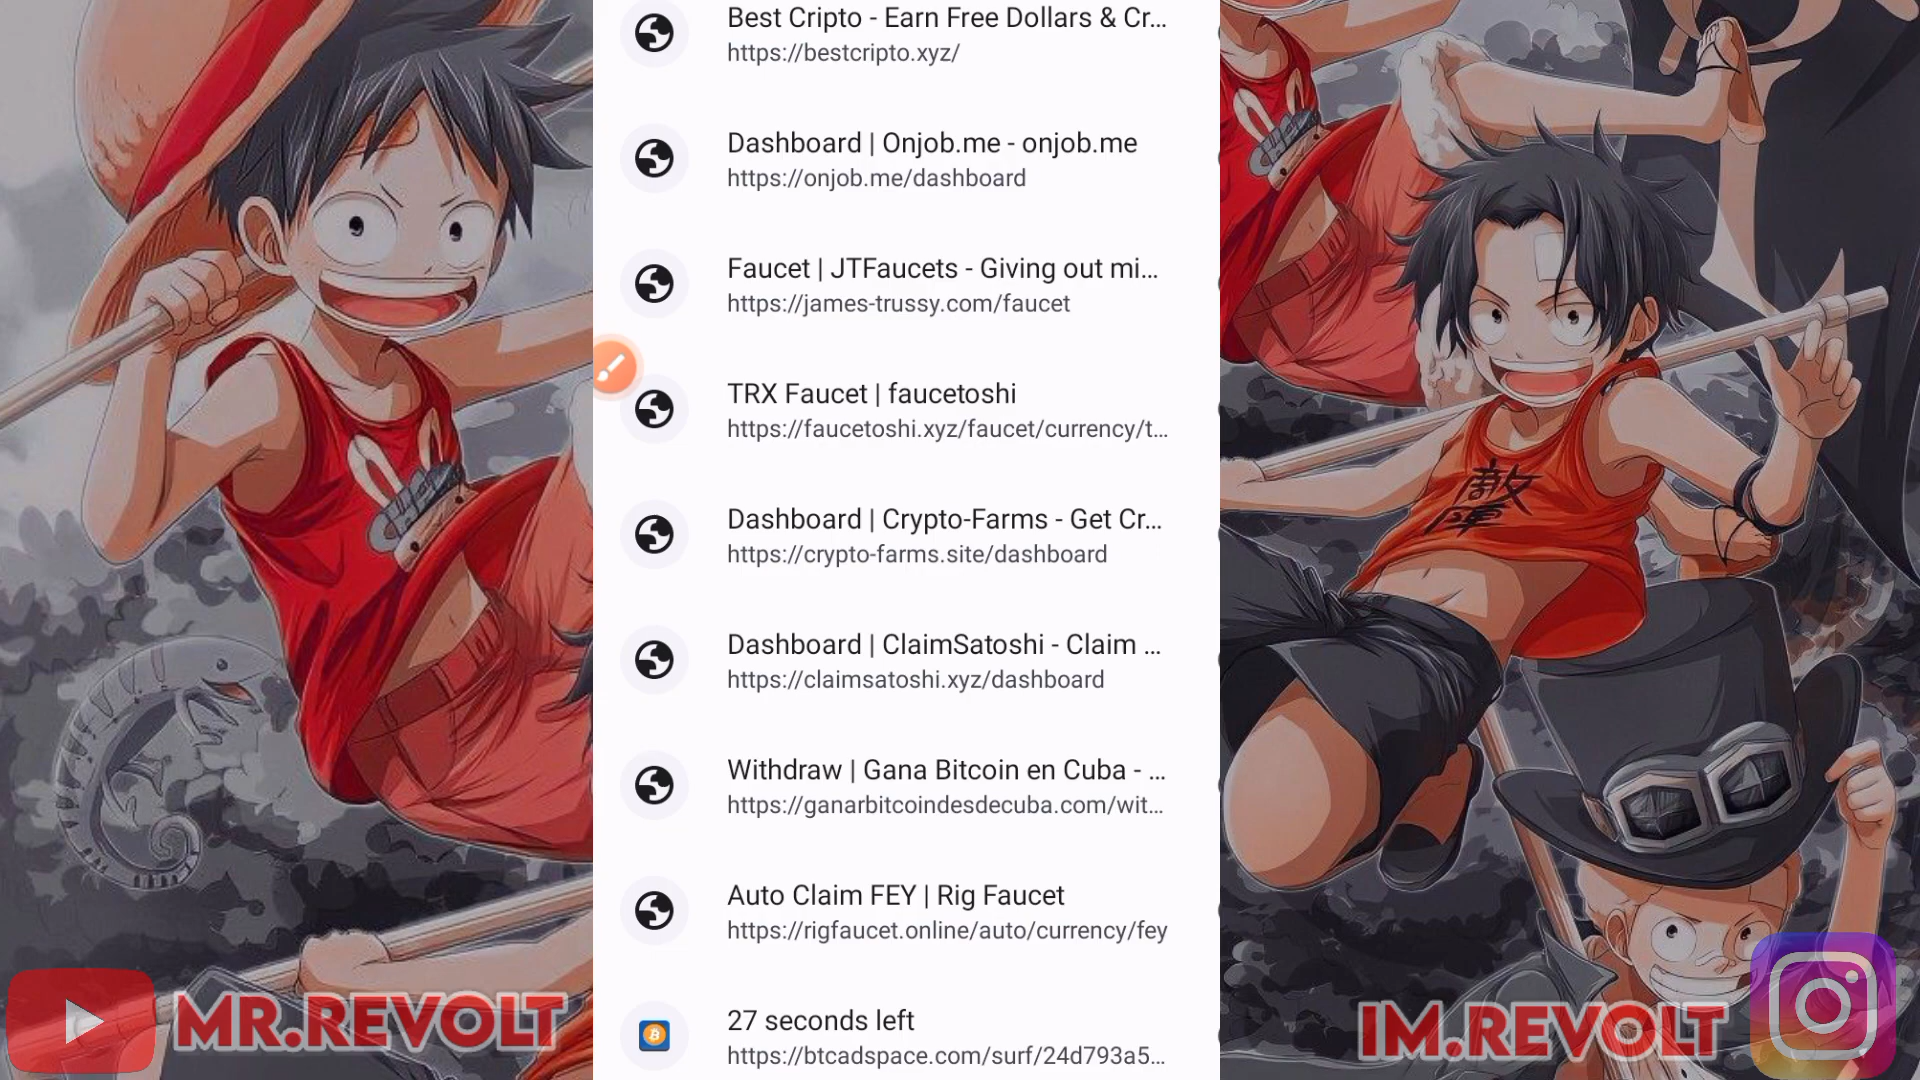 Best Cripto - Earn Free Dollars & Cr...
https://bestcripto.xyz/
Dashboard | Onjob.me - onjob.me
https://onjob.me/dashboard
Faucet | JTFaucets - Giving out mi...
https://james-trussy.com/faucet
TRX Faucet | faucetoshi
https://faucetoshi.xyz/faucet/currency/t...
Dashboard | Crypto-Farms - Get Cr...
https://crypto-farms.site/dashboard
Dashboard | ClaimSatoshi - Claim ...
https://claimsatoshi.xyz/dashboard
Withdraw | Gana Bitcoin en Cuba - ...
https://ganarbitcoindesdecuba.com/wit...
Auto Claim FEY | Rig Faucet
https://rigfaucet.online/auto/currency/fey
27 seconds left
https://btcadspace.com/surf/24d793a5...
MR.REVOLT
IM.REVOLT